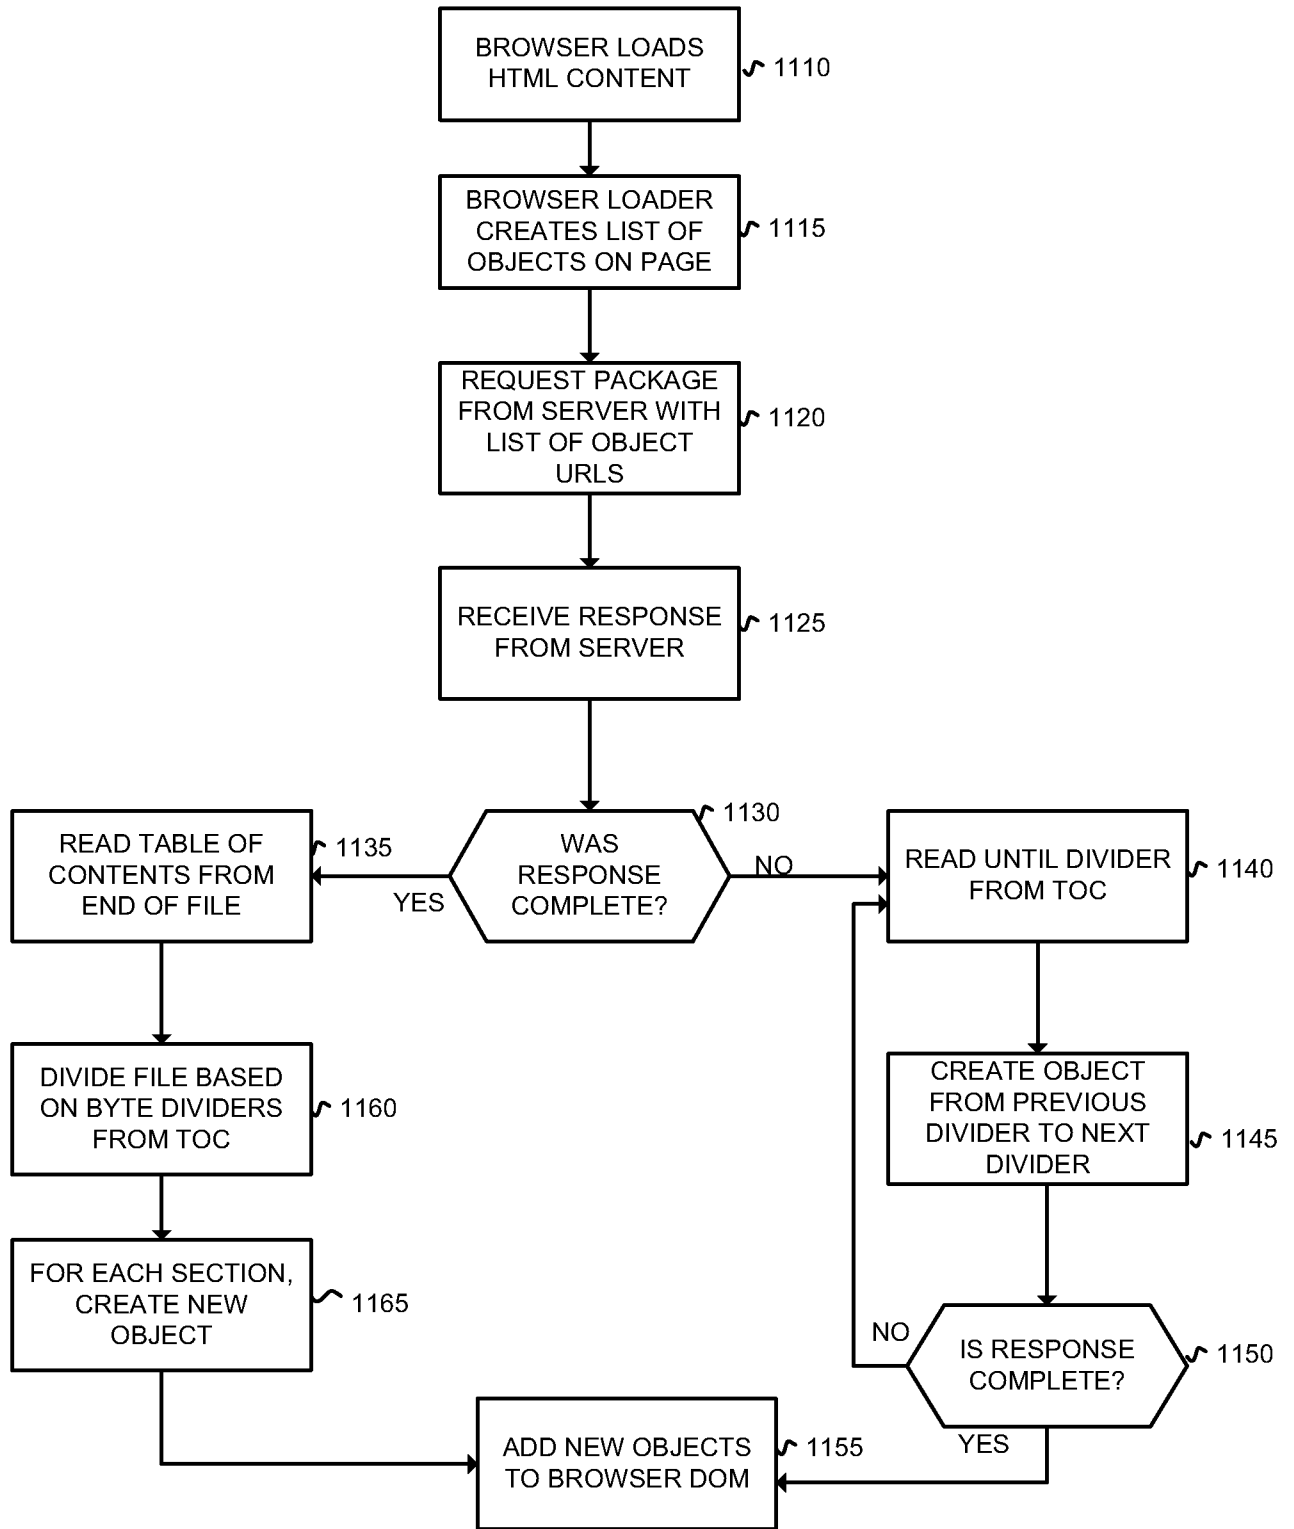 BROWSER LOADS
HTML CONTENT
1110
BROWSER LOADER
CREATES LIST OF
OBJECTS ON PAGE
1115
REQUEST PACKAGE
FROM SERVER WITH
LIST OF OBJECT
URLS
1120
RECEIVE RESPONSE
FROM SERVER
1125
WAS
RESPONSE
COMPLETE?
1130
YES
NO
READ TABLE OF
CONTENTS FROM
END OF FILE
1135
READ UNTIL DIVIDER
FROM TOC
1140
DIVIDE FILE BASED
ON BYTE DIVIDERS
FROM TOC
1160
CREATE OBJECT
FROM PREVIOUS
DIVIDER TO NEXT
DIVIDER
1145
FOR EACH SECTION,
CREATE NEW
OBJECT
1165
IS RESPONSE
COMPLETE?
1150
NO
YES
ADD NEW OBJECTS
TO BROWSER DOM
1155